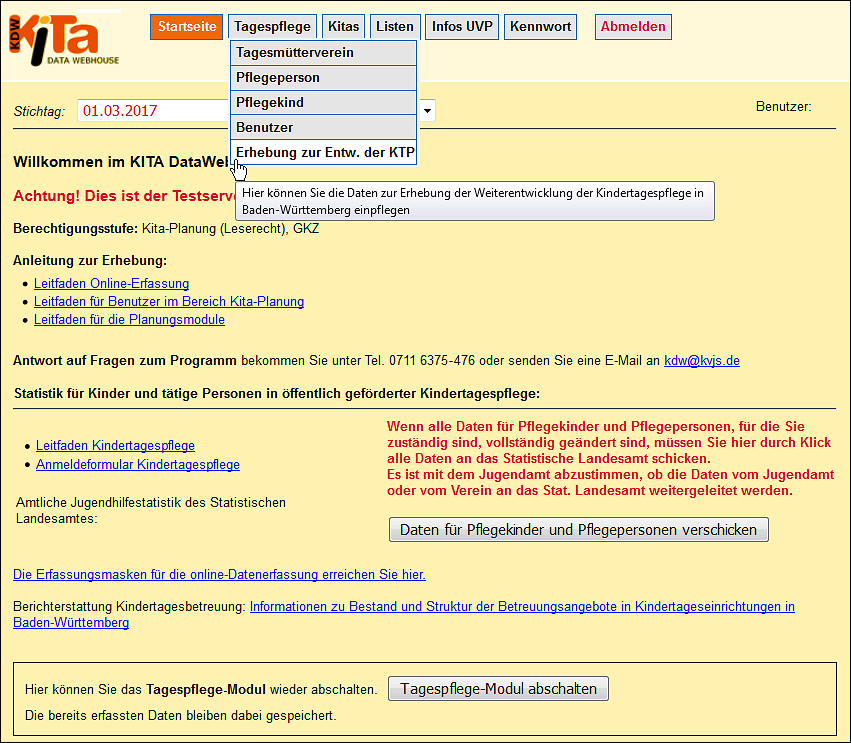 KDW KiTa
DATA WEBHOUSE
Startseite Tagespflege Kitas Listen Infos UVP Kennwort Abmelden
Tagesmütterverein
Pflegeperson
Pflegekind
Benutzer
Erhebung zur Entw. der KTP
Stichtag: 01.03.2017
Benutzer:
Willkommen im KITA DataWeb
Achtung! Dies ist der Testserve
Hier können Sie die Daten zur Erhebung der Weiterentwicklung der Kindertagespflege in
Baden-Württemberg einpflegen
Berechtigungsstufe: Kita-Planung (Leserecht), GKZ
Anleitung zur Erhebung:
• Leitfaden Online-Erfassung
• Leitfaden für Benutzer im Bereich Kita-Planung
• Leitfaden für die Planungsmodule
Antwort auf Fragen zum Programm bekommen Sie unter Tel. 0711 6375-476 oder senden Sie eine E-Mail an kdw@kvjs.de
Statistik für Kinder und tätige Personen in öffentlich geförderter Kindertagespflege:
• Leitfaden Kindertagespflege
• Anmeldeformular Kindertagespflege
Amtliche Jugendhilfestatistik des Statistischen
Landesamtes:
Wenn alle Daten für Pflegekinder und Pflegepersonen, für die Sie
zuständig sind, vollständig geändert sind, müssen Sie hier durch Klick
alle Daten an das Statistische Landesamt schicken.
Es ist mit dem Jugendamt abzustimmen, ob die Daten vom Jugendamt
oder vom Verein an das Stat. Landesamt weitergeleitet werden.
Daten für Pflegekinder und Pflegepersonen verschicken
Die Erfassungsmasken für die online-Datenerfassung erreichen Sie hier.
Berichterstattung Kindertagesbetreuung: Informationen zu Bestand und Struktur der Betreuungsangebote in Kindertageseinrichtungen in
Baden-Württemberg
Hier können Sie das Tagespflege-Modul wieder abschalten. Tagespflege-Modul abschalten
Die bereits erfassten Daten bleiben dabei gespeichert.